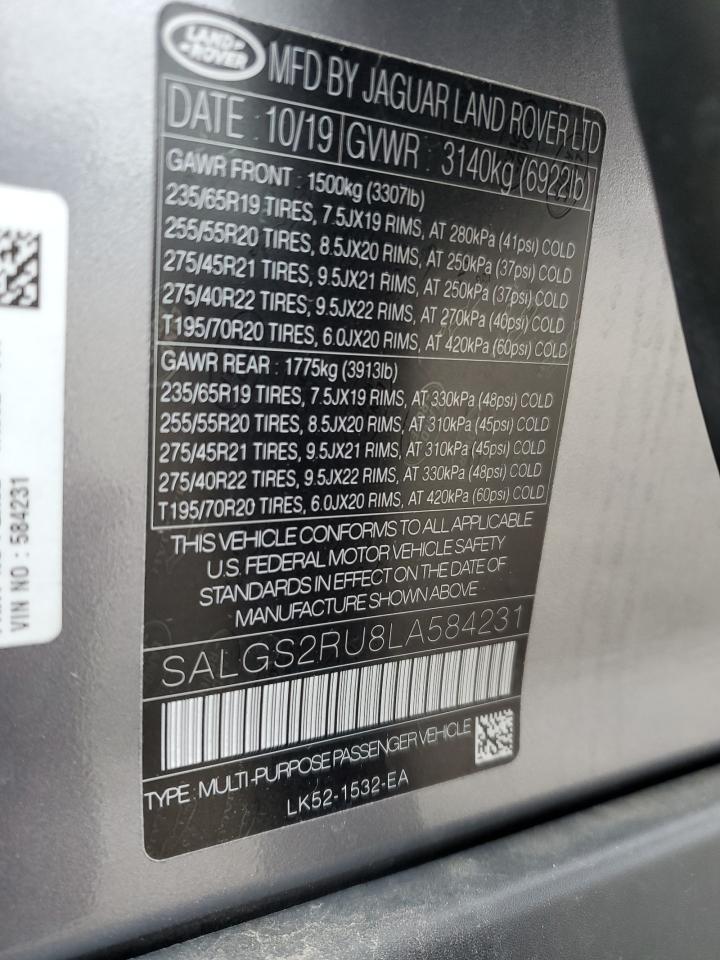 LAND ROVER
MFD BY JAGUAR LAND ROVER LTD
DATE 10/19 GVWR : 3140kg (6922lb)
GAWR FRONT : 1500kg (3307lb)
235/65R19 TIRES, 7.5JX19 RIMS, AT 280kPa (41psi) COLD
255/55R20 TIRES, 8.5JX20 RIMS, AT 250kPa (37psi) COLD
275/45R21 TIRES, 9.5JX21 RIMS, AT 250kPa (37psi) COLD
275/40R22 TIRES, 9.5JX22 RIMS, AT 270kPa (40psi) COLD
T195/70R20 TIRES, 6.0JX20 RIMS, AT 420kPa (60psi) COLD
GAWR REAR : 1775kg (3913lb)
235/65R19 TIRES, 7.5JX19 RIMS, AT 330kPa (48psi) COLD
255/55R20 TIRES, 8.5JX20 RIMS, AT 310kPa (45psi) COLD
275/45R21 TIRES, 9.5JX21 RIMS, AT 310kPa (45psi) COLD
275/40R22 TIRES, 9.5JX22 RIMS, AT 330kPa (48psi) COLD
T195/70R20 TIRES, 6.0JX20 RIMS, AT 420kPa (60psi) COLD
THIS VEHICLE CONFORMS TO ALL APPLICABLE
U.S. FEDERAL MOTOR VEHICLE SAFETY
STANDARDS IN EFFECT ON THE DATE OF
MANUFACTURE SHOWN ABOVE
SALGS2RU8LA584231
TYPE : MULTI-PURPOSE PASSENGER VEHICLE
LK52-1532-EA
VIN NO : 584231